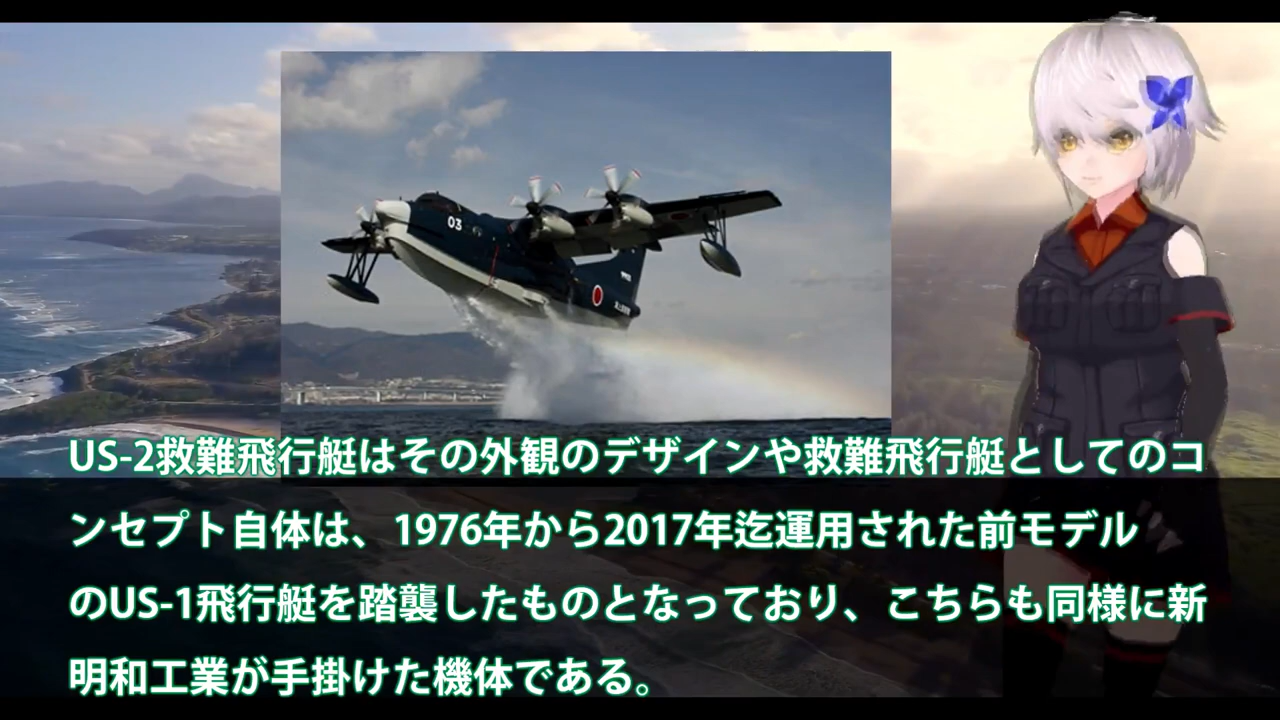 03
US-2救難飛行艇はその外観のデザインや救難飛行艇としてのコ
ンセプト自体は、1976年から2017年迄運用された前モデル
のUS-1飛行艇を踏襲したものとなっており、こちらも同様に新
明和工業が手掛けた機体である。